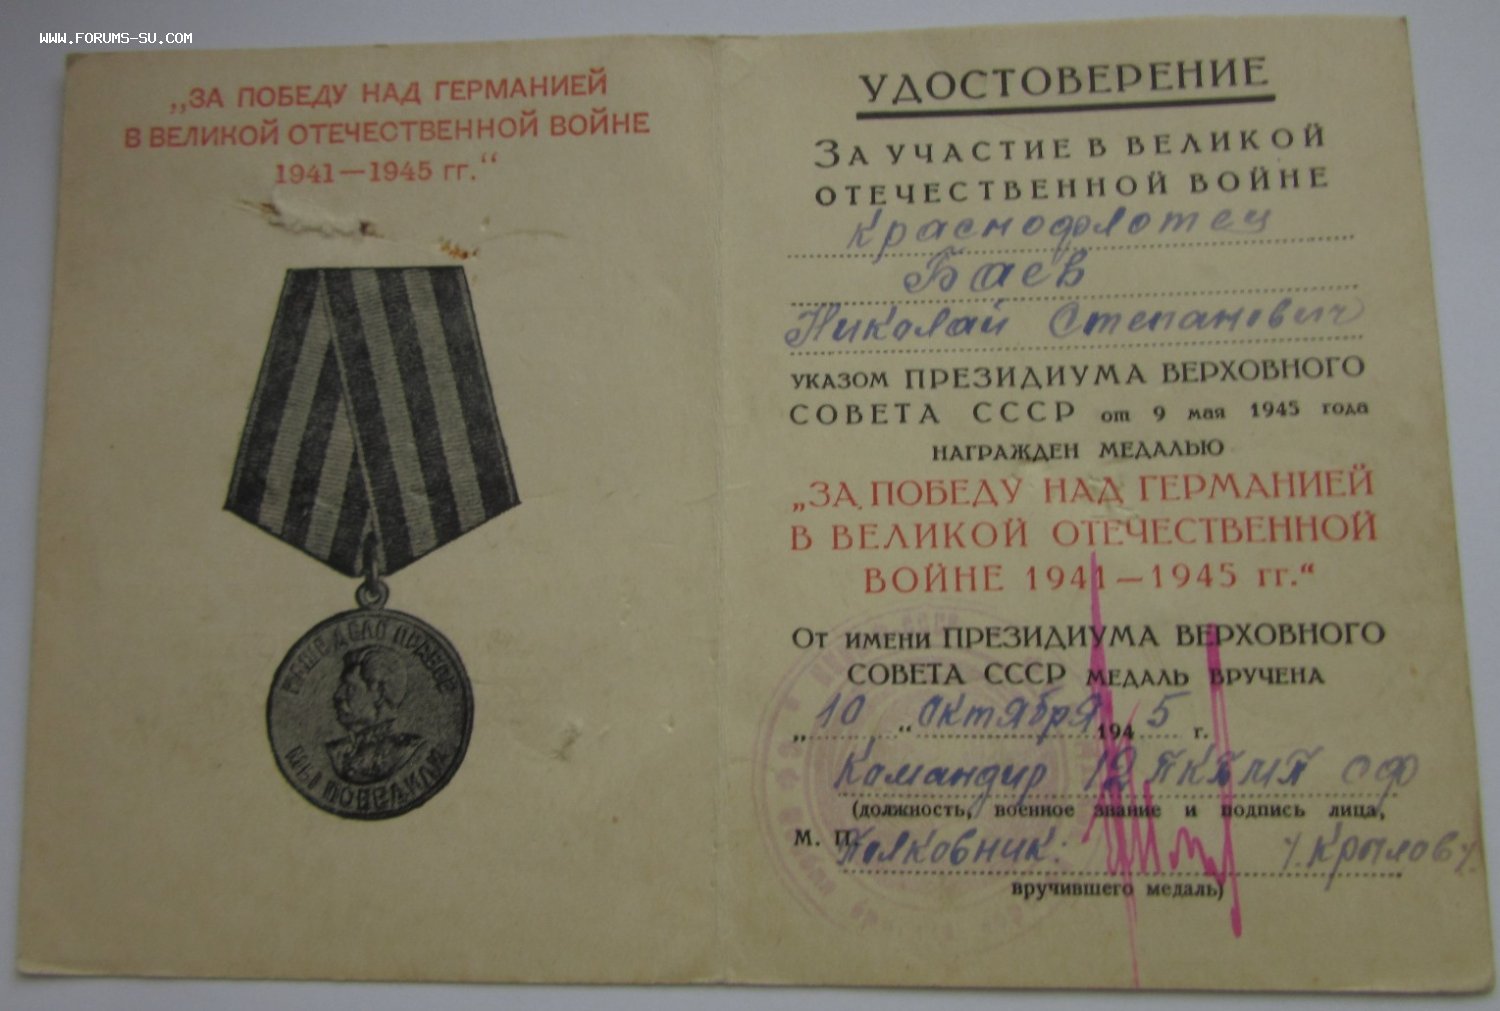 www.forums-su.com
„ЗА ПОБЕДУ НАД ГЕРМАНИЕЙ
В ВЕЛИКОЙ ОТЕЧЕСТВЕННОЙ ВОЙНЕ
1941—1945 гг.“
НАШЕ ДЕЛО ПРАВОЕ
МЫ ПОБЕДИЛИ
УДОСТОВЕРЕНИЕ
ЗА УЧАСТИЕ В ВЕЛИКОЙ
ОТЕЧЕСТВЕННОЙ ВОЙНЕ
Краснофлотец
Баев
Николай Степанович
УКАЗОМ ПРЕЗИДИУМА ВЕРХОВНОГО
СОВЕТА СССР от 9 мая 1945 года
НАГРАЖДЕН МЕДАЛЬЮ
„ЗА ПОБЕДУ НАД ГЕРМАНИЕЙ
В ВЕЛИКОЙ ОТЕЧЕСТВЕННОЙ
ВОЙНЕ 1941—1945 гг.“
ОТ ИМЕНИ ПРЕЗИДИУМА ВЕРХОВНОГО
СОВЕТА СССР МЕДАЛЬ ВРУЧЕНА
„10“ октября 1945 г.
Командир 12 СФ
(должность, военное звание и подпись лица,
М. П. Полковник: /Крылов/.
вручившего медаль)